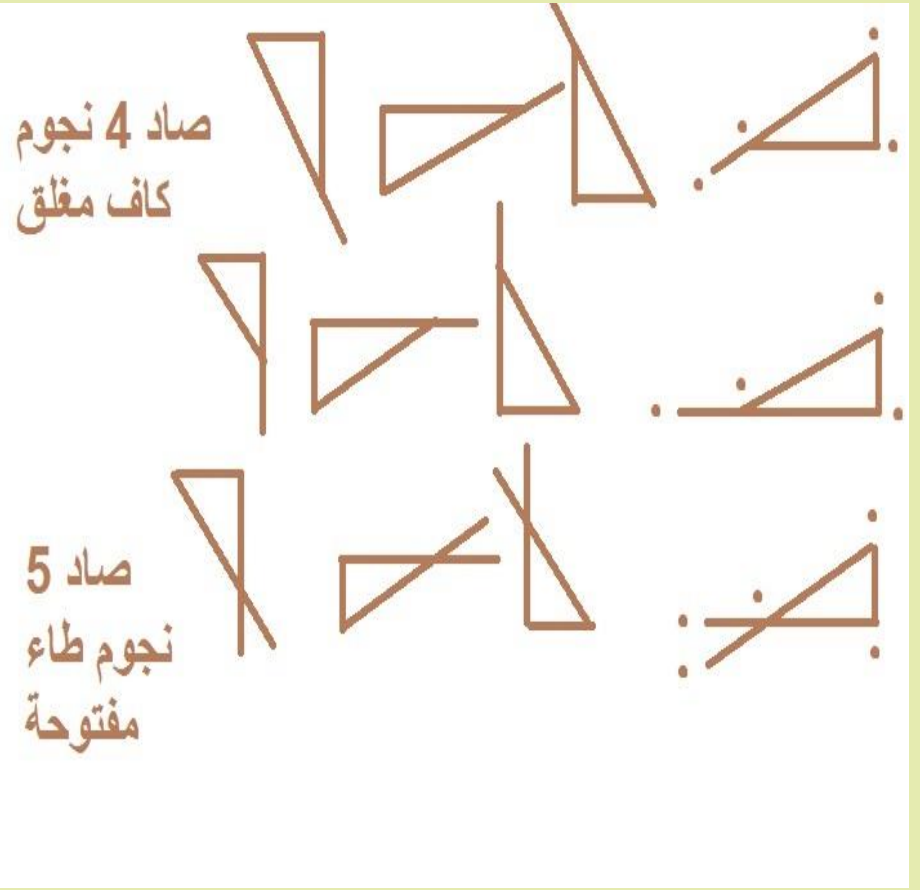 صاد 4 نجوم
كاف مغلق
صاد 5
نجوم طاء
مفتوحة